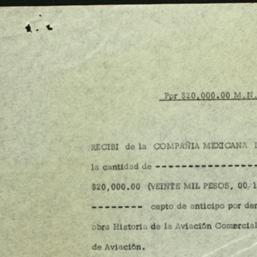 Por $20,000.00 M.N.
RECIBI de la COMPAÑIA MEXICANA
la cantidad de ----------------
$20,000.00 (VEINTE MIL PESOS, 00/1
--------- cepto de anticipo por der
obra Historia de la Aviación Comercial
de Aviación.